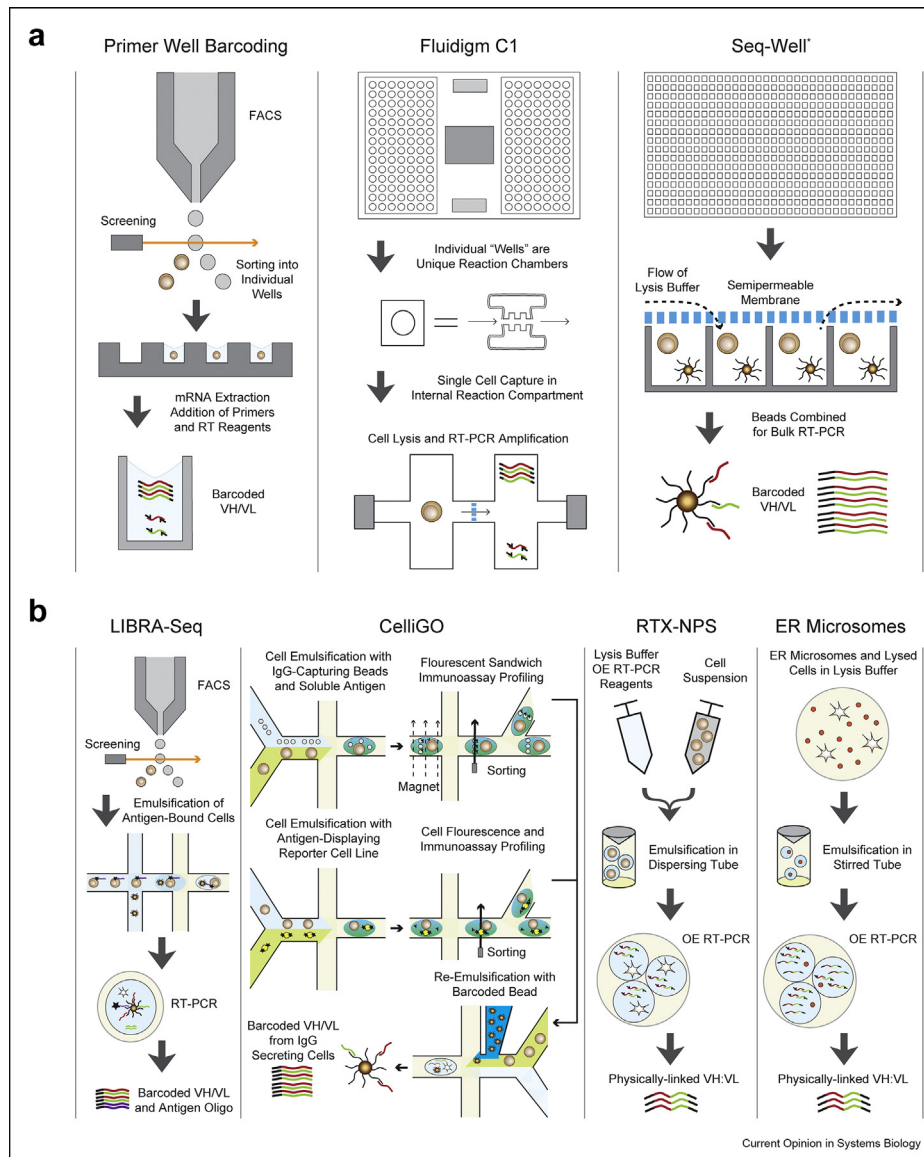 a
Primer Well Barcoding
FACS
Screening
Sorting into
Individual
Wells
mRNA Extraction
Addition of Primers
and RT Reagents
Barcoded
VH/VL
Fluidigm C1
Individual “Wells” are
Unique Reaction Chambers
Single Cell Capture in
Internal Reaction Compartment
Cell Lysis and RT-PCR Amplification
Seq-Well*
Flow of
Lysis Buffer
Semipermeable
Membrane
Beads Combined
for Bulk RT-PCR
Barcoded
VH/VL
b
LIBRA-Seq
FACS
Screening
Emulsification of
Antigen-Bound Cells
RT-PCR
Barcoded VH/VL
and Antigen Oligo
CelliGO
Cell Emulsification with
IgG-Capturing Beads
and Soluble Antigen
Flourescent Sandwich
Immunoassay Profiling
Magnet
Sorting
Cell Emulsification with
Antigen-Displaying
Reporter Cell Line
Cell Flourescence and
Immunoassay Profiling
Sorting
Re-Emulsification with
Barcoded Bead
Barcoded VH/VL
from IgG
Secreting Cells
RTX-NPS
Lysis Buffer
OE RT-PCR
Reagents
Cell
Suspension
Emulsification in
Dispersing Tube
OE RT-PCR
Physically-linked VH:VL
ER Microsomes
ER Microsomes and Lysed
Cells in Lysis Buffer
Emulsification in
Stirred Tube
OE RT-PCR
Physically-linked VH:VL
Current Opinion in Systems Biology